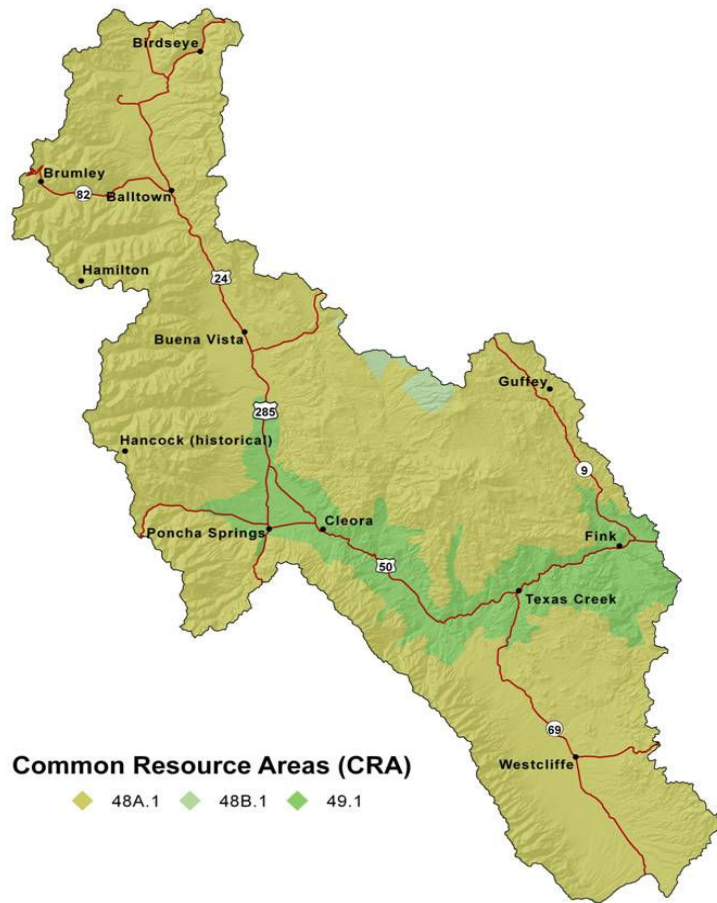 Birdseye
Brumley
82
Balltown
Hamilton
24
Buena Vista
Guffey
285
Hancock (historical)
9
Cleora
Poncha Springs
Fink
50
Texas Creek
69
Westcliffe
Common Resource Areas (CRA)
48A.1 48B.1 49.1